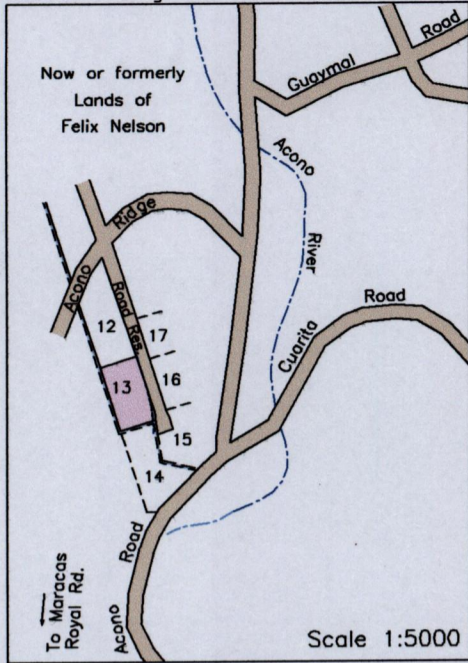 Now or formerly
Lands of
Felix Nelson
Guaymal Road
Acono River
Acono Ridge
Road Res.
12
17
13
16
15
14
Cuarita Road
Acono Road
To Maracas
Royal Rd.
Scale 1:5000